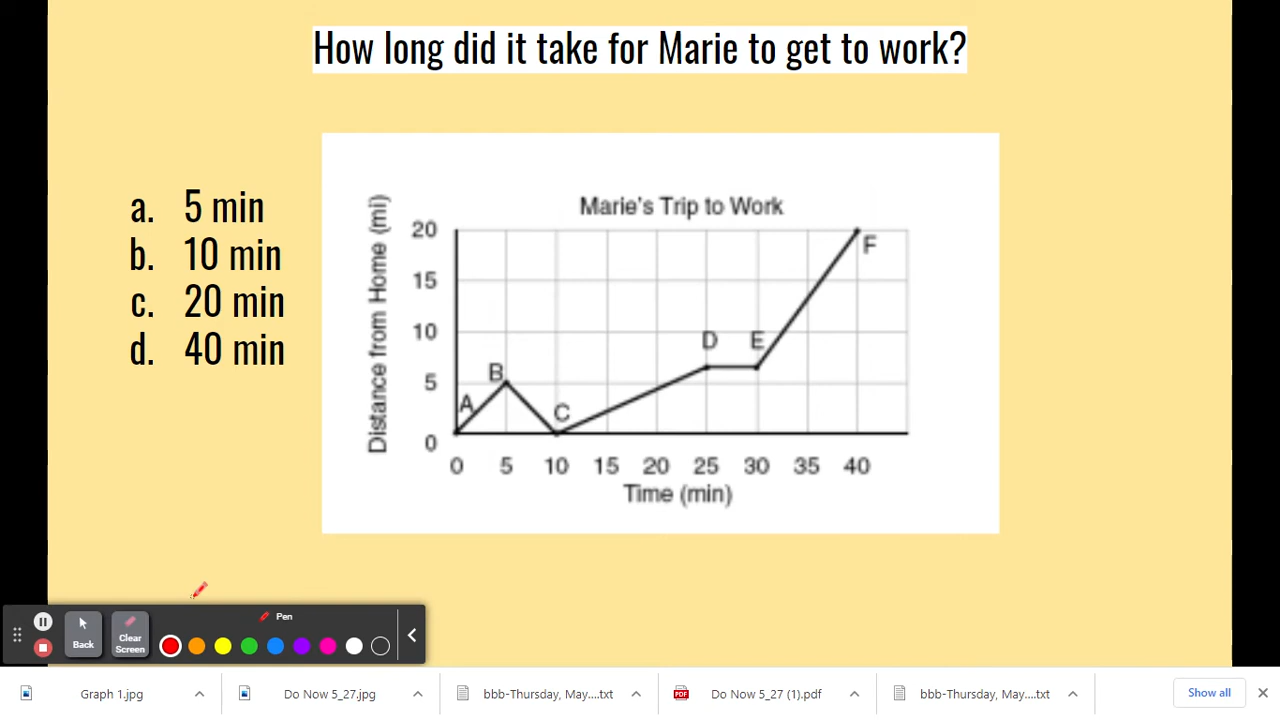 How long did it take for Marie to get to work?
a. 5 min
b. 10 min
c. 20 min
d. 40 min
Marie's Trip to Work
Distance from Home (mi)
20
15
10
5
0
A
B
C
D
E
F
0 5 10 15 20 25 30 35 40
Time (min)
Pen
Back
Clear
Screen
Graph 1.jpg
Do Now 5_27.jpg
bbb-Thursday, May....txt
Do Now 5_27 (1).pdf
bbb-Thursday, May....txt
Show all
PDF